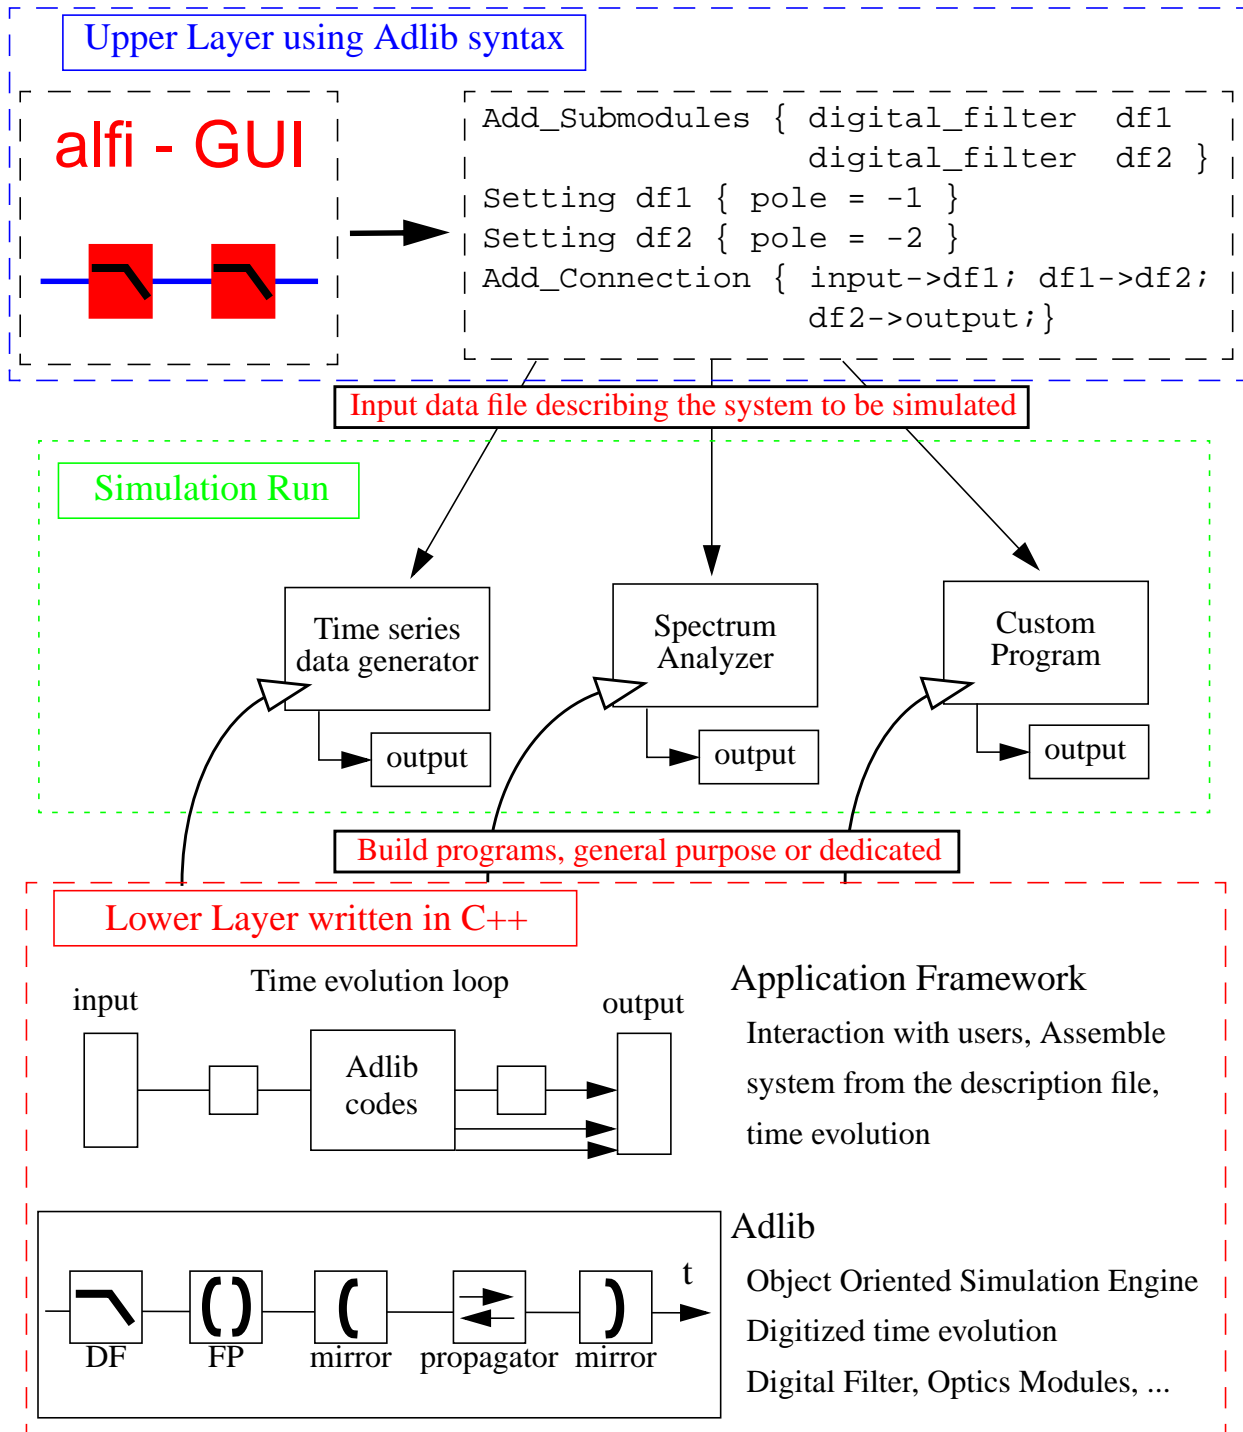 Upper Layer using Adlib syntax
alfi - GUI
Add_Submodules { digital_filter df1
digital_filter df2 }
Setting df1 { pole = -1 }
Setting df2 { pole = -2 }
Add_Connection { input->df1; df1->df2;
df2->output;}
Input data file describing the system to be simulated
Simulation Run
Time series
data generator
Spectrum
Analyzer
Custom
Program
output
output
output
Build programs, general purpose or dedicated
Lower Layer written in C++
Time evolution loop
input
output
Adlib
codes
Application Framework
Interaction with users, Assemble
system from the description file,
time evolution
Adlib
Object Oriented Simulation Engine
Digitized time evolution
Digital Filter, Optics Modules, ...
t
DF
FP
mirror
propagator
mirror